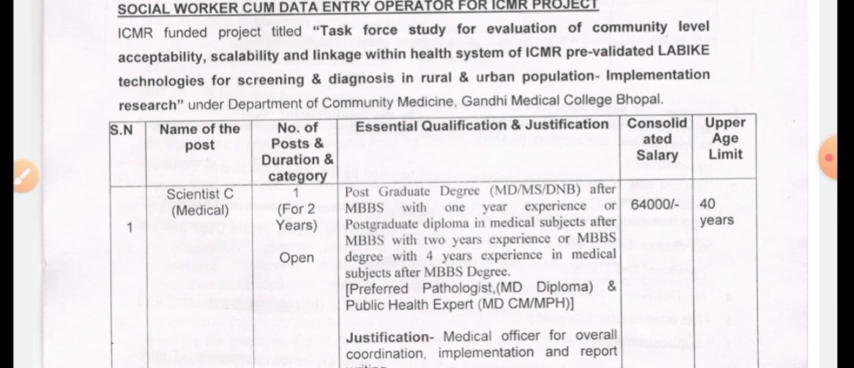 SOCIAL WORKER CUM DATA ENTRY OPERATOR FOR ICMR PROJECT
ICMR funded project titled “Task force study for evaluation of community level
acceptability, scalability and linkage within health system of ICMR pre-validated LABIKE
technologies for screening & diagnosis in rural & urban population- Implementation
research” under Department of Community Medicine, Gandhi Medical College Bhopal.
S.N
Name of the
post
No. of
Posts &
Duration &
category
Essential Qualification & Justification
Consolid
ated
Salary
Upper
Age
Limit
1
Scientist C
(Medical)
1
(For 2
Years)
Open
Post Graduate Degree (MD/MS/DNB) after
MBBS with one year experience or
Postgraduate diploma in medical subjects after
MBBS with two years experience or MBBS
degree with 4 years experience in medical
subjects after MBBS Degree.
[Preferred Pathologist,(MD Diploma) &
Public Health Expert (MD CM/MPH)]
Justification- Medical officer for overall
coordination, implementation and report
64000/-
40
years